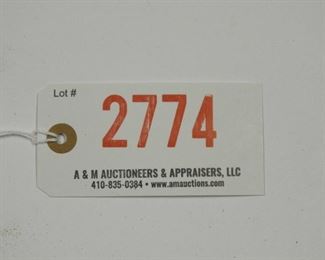 Lot #
2774
A & M AUCTIONEERS & APPRAISERS, LLC
410-835-0384 • www.amauctions.com